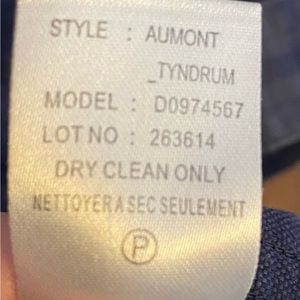 STYLE : AUMONT
_TYNDRUM
MODEL : D0974567
LOT NO : 263614
DRY CLEAN ONLY
NETTOYER A SEC SEULEMENT
P